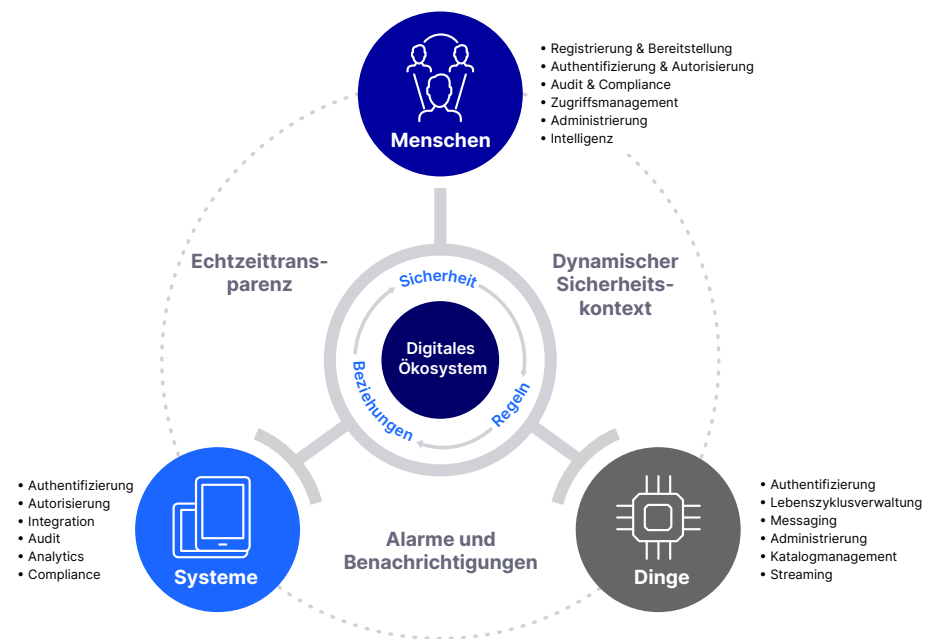 Menschen
• Registrierung & Bereitstellung
• Authentifizierung & Autorisierung
• Audit & Compliance
• Zugriffsmanagement
• Administrierung
• Intelligenz
Echtzeittrans-
parenz
Dynamischer
Sicherheits-
kontext
Sicherheit
Regeln
Beziehungen
Digitales
Ökosystem
Alarme und
Benachrichtigungen
• Authentifizierung
• Autorisierung
• Integration
• Audit
• Analytics
• Compliance
Systeme
Dinge
• Authentifizierung
• Lebenszyklusverwaltung
• Messaging
• Administrierung
• Katalogmanagement
• Streaming